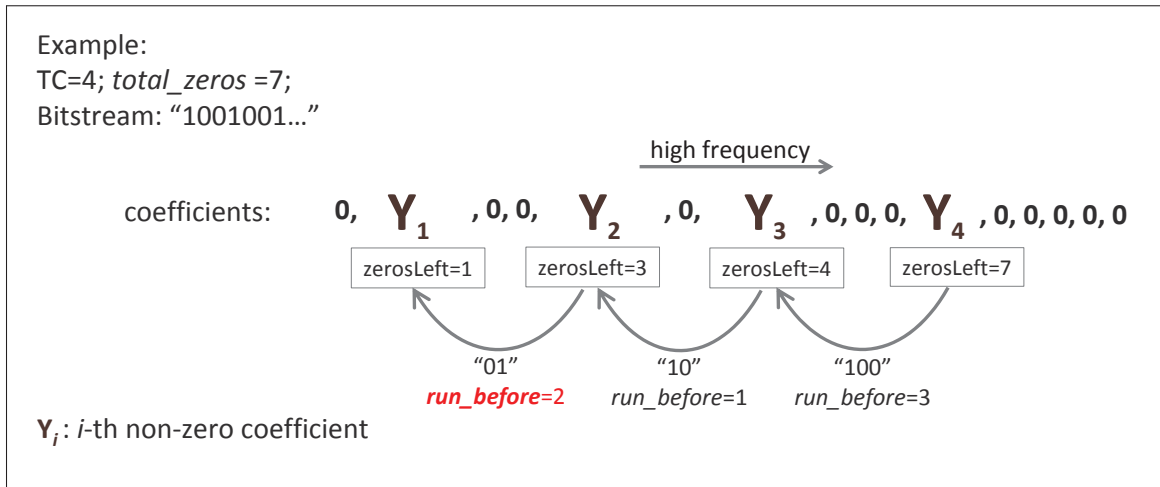 Example:
TC=4; total_zeros =7;
Bitstream: “1001001...”
high frequency
coefficients: 0, Y1 , 0, 0, Y2 , 0, Y3 , 0, 0, 0, Y4 , 0, 0, 0, 0, 0
zerosLeft=1 zerosLeft=3 zerosLeft=4 zerosLeft=7
“01” “10” “100”
run_before=2 run_before=1 run_before=3
Yi : i-th non-zero coefficient